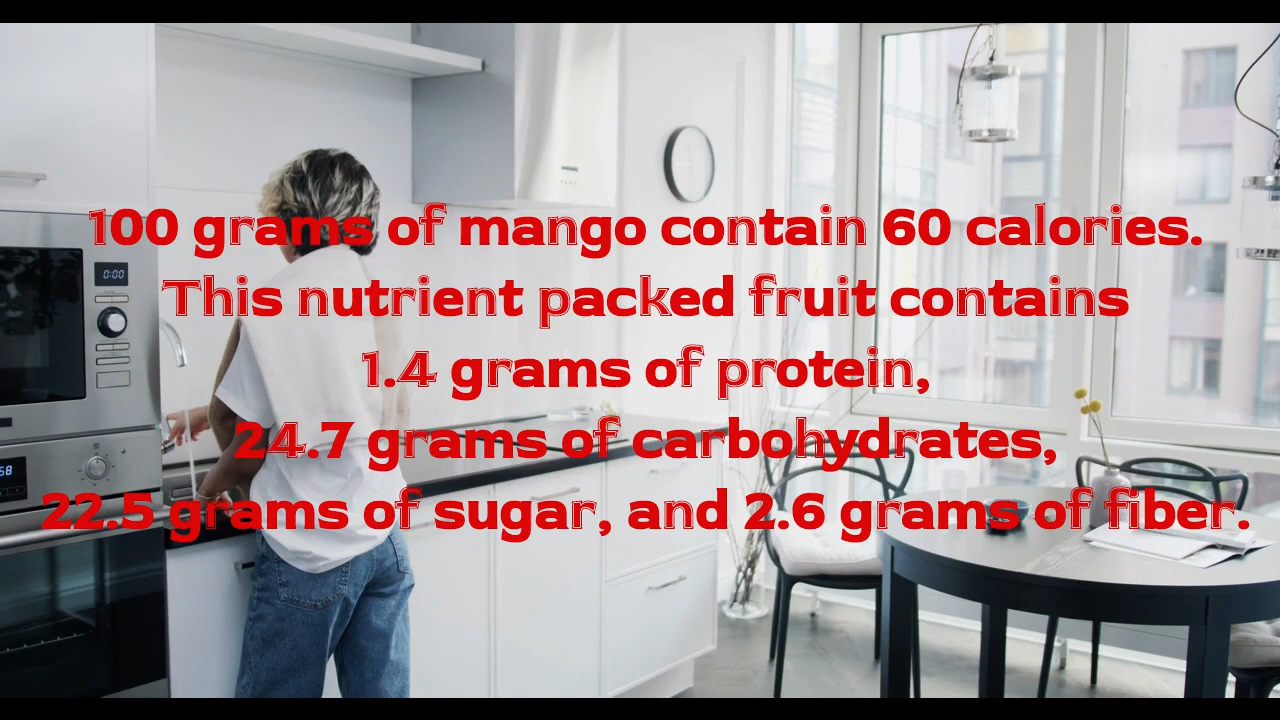 100 grams of mango contain 60 calories.
This nutrient packed fruit contains
1.4 grams of protein,
24.7 grams of carbohydrates,
22.5 grams of sugar, and 2.6 grams of fiber.
0:00
58